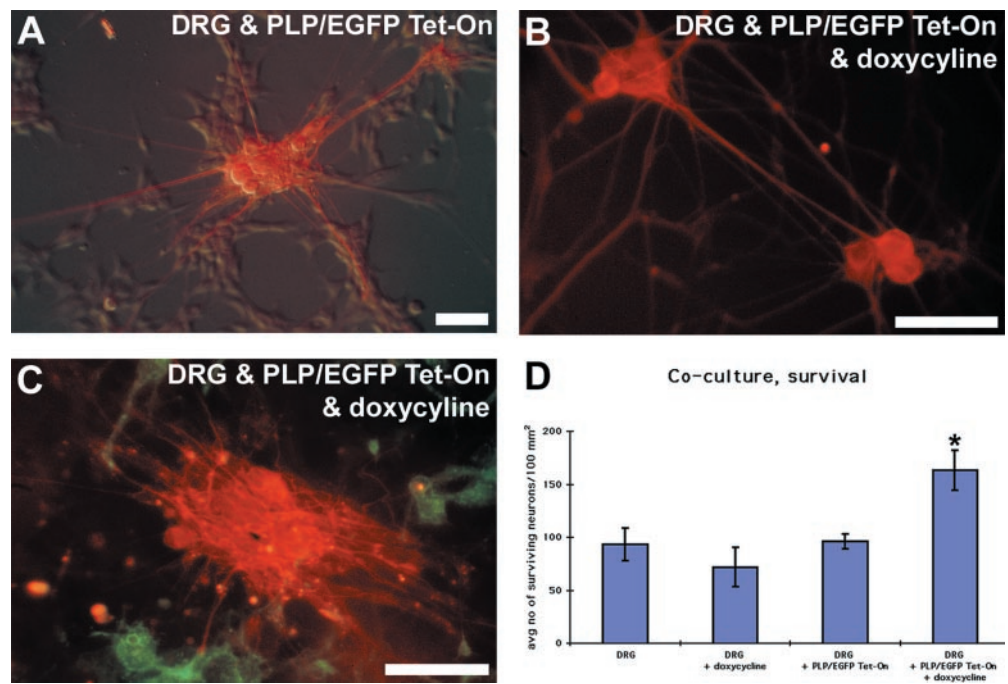 A
DRG & PLP/EGFP Tet-On
B
DRG & PLP/EGFP Tet-On
& doxycyline
C
DRG & PLP/EGFP Tet-On
& doxycyline
D
Co-culture, survival
avg no of surviving neurons/100 mm²
200
150
100
50
0
*
DRG
DRG
+ doxycycline
DRG
+ PLP/EGFP Tet-On
DRG
+ PLP/EGFP Tet-On
+ doxycycline